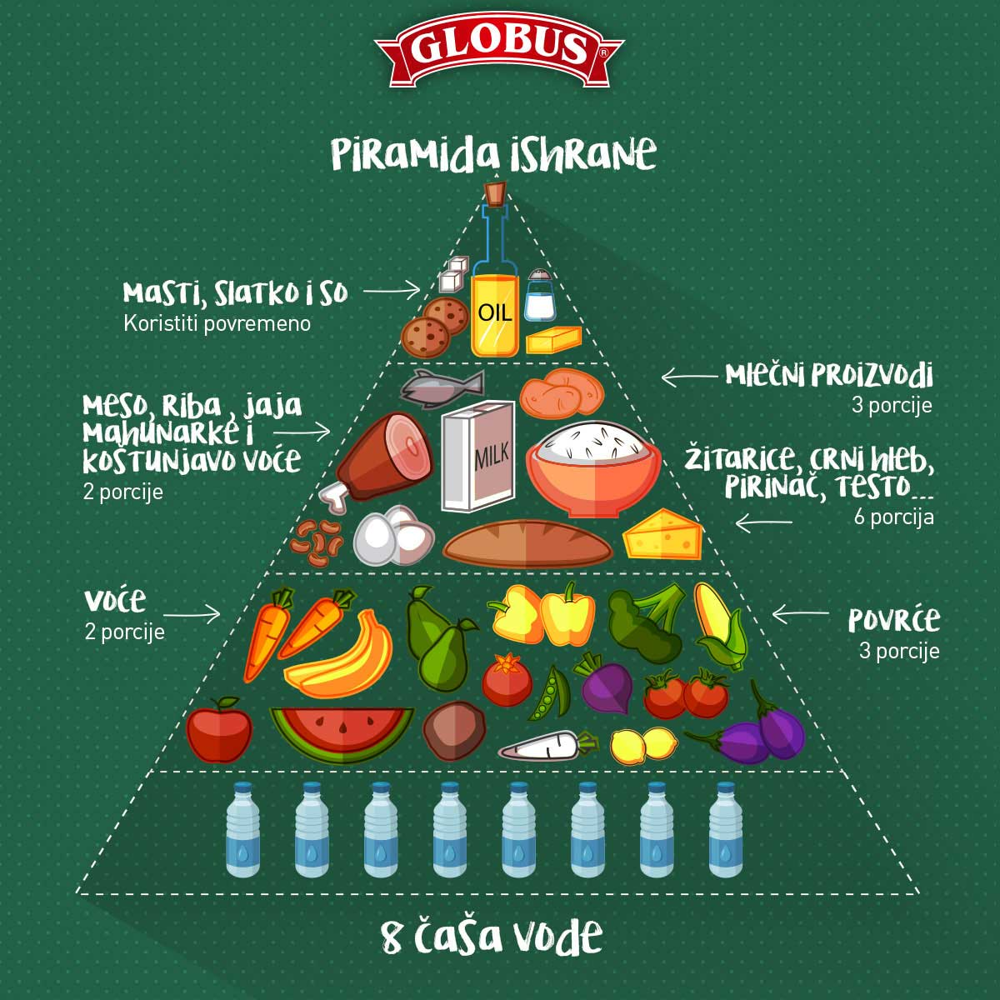 GLOBUS®
PiRaMida iShRaNe
MaSTi, SlaTKo i So
Koristiti povremeno
MlEČNi PRoiZVodi
3 porcije
MESo, RiBa , jaja
MahUNaRKE i
KoŠTUNjaVo VoĆE
2 porcije
ŽiTaRiCE, CRNi hlEB,
PiRiNaČ, TESTo...
6 porcija
VoĆE
2 porcije
PoVRĆE
3 porcije
OIL
MILK
8 ČaŠa VodE